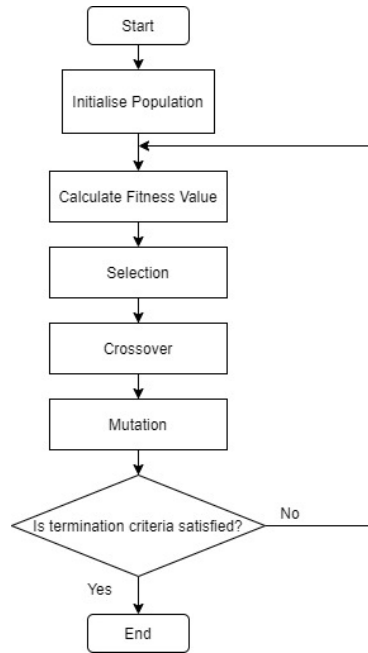 Start
Initialise Population
Calculate Fitness Value
Selection
Crossover
Mutation
Is termination criteria satisfied?
No
Yes
End